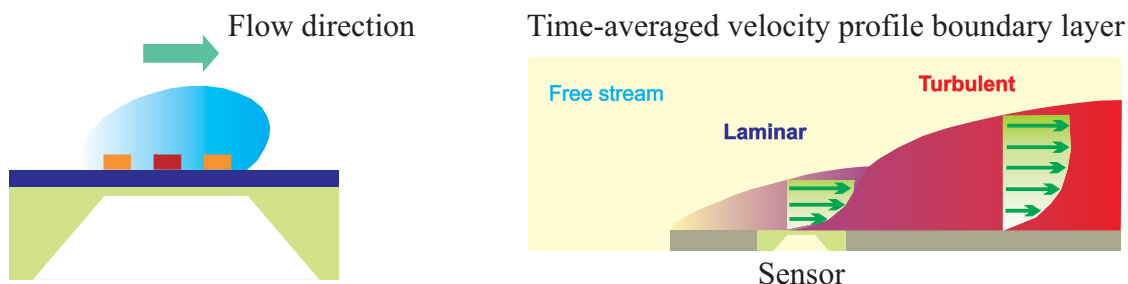 Flow direction
Time-averaged velocity profile boundary layer
Free stream
Turbulent
Laminar
Sensor